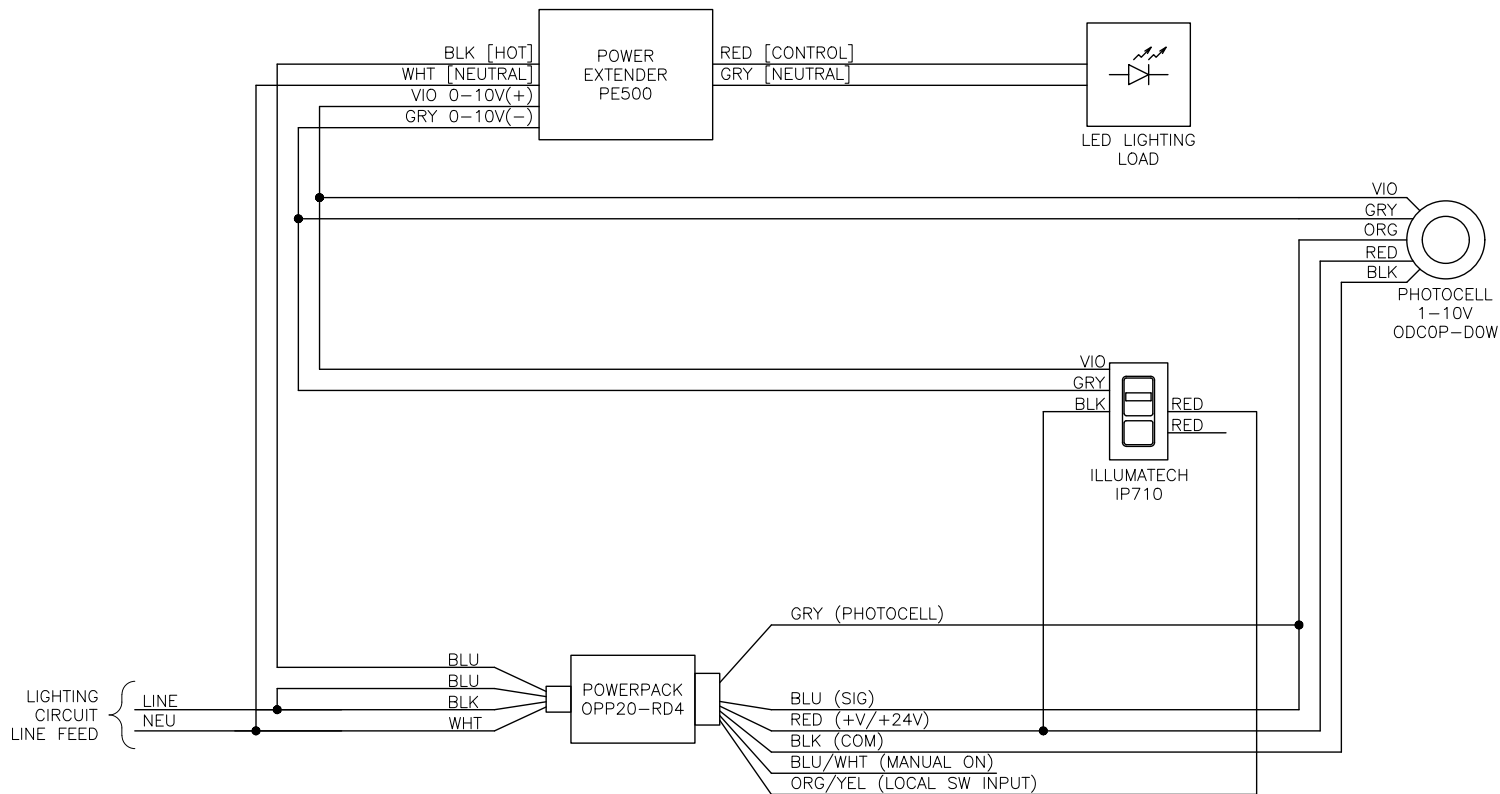 BLK [HOT]
WHT [NEUTRAL]
VIO 0-10V(+)
GRY 0-10V(-)
POWER
EXTENDER
PE500
RED [CONTROL]
GRY [NEUTRAL]
LED LIGHTING
LOAD
VIO
GRY
ORG
RED
BLK
PHOTOCELL
1-10V
ODC0P-D0W
VIO
GRY
BLK
RED
RED
ILLUMATECH
IP710
GRY (PHOTOCELL)
LIGHTING
CIRCUIT
LINE FEED
LINE
NEU
BLU
BLU
BLK
WHT
POWERPACK
OPP20-RD4
BLU (SIG)
RED (+V/+24V)
BLK (COM)
BLU/WHT (MANUAL ON)
ORG/YEL (LOCAL SW INPUT)